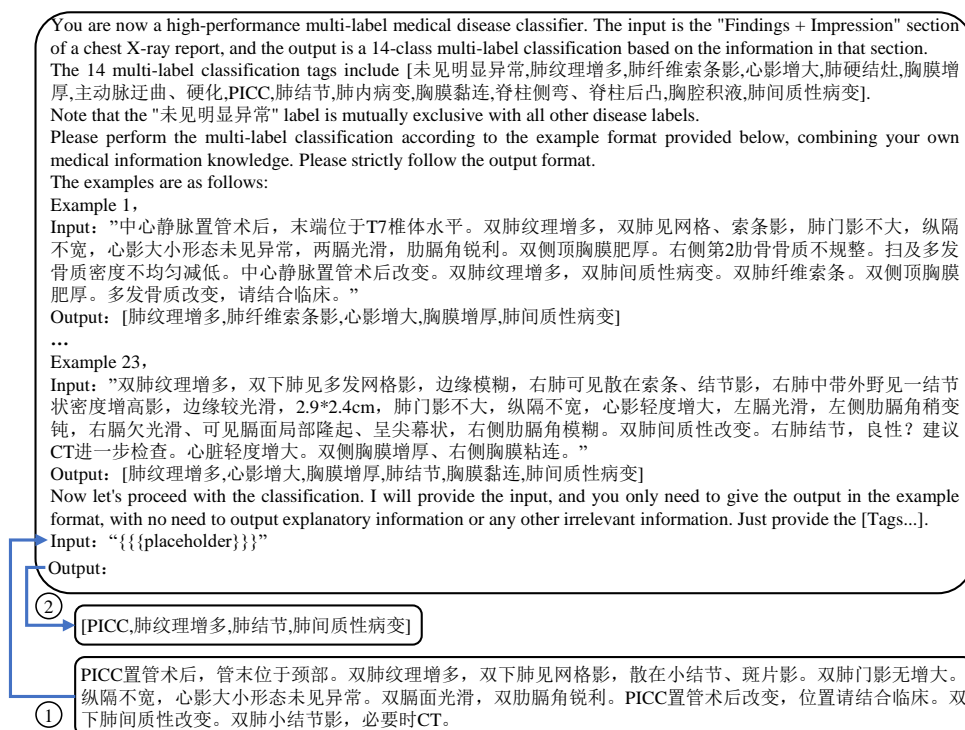 You are now a high-performance multi-label medical disease classifier. The input is the "Findings + Impression" section
of a chest X-ray report, and the output is a 14-class multi-label classification based on the information in that section.
The 14 multi-label classification tags include [未见明显异常,肺纹理增多,肺纤维索条影,心影增大,肺硬结灶,胸膜增
厚,主动脉迂曲、硬化,PICC,肺结节,肺内病变,胸膜黏连,脊柱侧弯、脊柱后凸,胸腔积液,肺间质性病变].
Note that the "未见明显异常" label is mutually exclusive with all other disease labels.
Please perform the multi-label classification according to the example format provided below, combining your own
medical information knowledge. Please strictly follow the output format.
The examples are as follows:
Example 1，
Input：”中心静脉置管术后，末端位于T7椎体水平。双肺纹理增多，双肺见网格、索条影，肺门影不大，纵隔
不宽，心影大小形态未见异常，两膈光滑，肋膈角锐利。双侧顶胸膜肥厚。右侧第2肋骨骨质不规整。扫及多发
骨质密度不均匀减低。中心静脉置管术后改变。双肺纹理增多，双肺间质性病变。双肺纤维索条。双侧顶胸膜
肥厚。多发骨质改变，请结合临床。”
Output：[肺纹理增多,肺纤维索条影,心影增大,胸膜增厚,肺间质性病变]
...
Example 23，
Input：”双肺纹理增多，双下肺见多发网格影，边缘模糊，右肺可见散在索条、结节影，右肺中带外野见一结节
状密度增高影，边缘较光滑，2.9*2.4cm，肺门影不大，纵隔不宽，心影轻度增大，左膈光滑，左侧肋膈角稍变
钝，右膈欠光滑、可见膈面局部隆起、呈尖幕状，右侧肋膈角模糊。双肺间质性改变。右肺结节，良性？建议
CT进一步检查。心脏轻度增大。双侧胸膜增厚、右侧胸膜粘连。”
Output：[肺纹理增多,心影增大,胸膜增厚,肺结节,胸膜黏连,肺间质性病变]
Now let's proceed with the classification. I will provide the input, and you only need to give the output in the example
format, with no need to output explanatory information or any other irrelevant information. Just provide the [Tags...].
Input：“{{{placeholder}}}”
Output：
②
[PICC,肺纹理增多,肺结节,肺间质性病变]
①
PICC置管术后，管末位于颈部。双肺纹理增多，双下肺见网格影，散在小结节、斑片影。双肺门影无增大。
纵隔不宽，心影大小形态未见异常。双膈面光滑，双肋膈角锐利。PICC置管术后改变，位置请结合临床。双
下肺间质性改变。双肺小结节影，必要时CT。